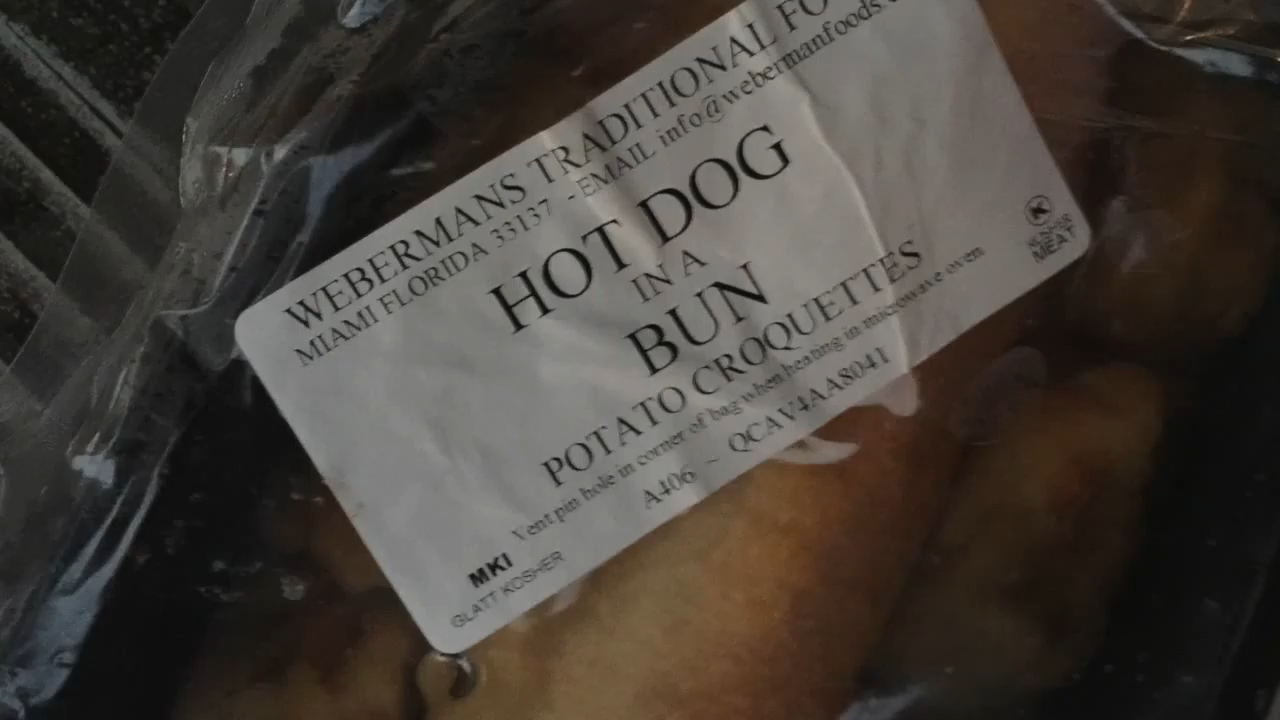 WEBERMANS TRADITIONAL FO
MIAMI FLORIDA 33137 - EMAIL info@webermanfoods.
HOT DOG
IN A
BUN
POTATO CROQUETTES
Vent pin hole in corner of bag when heating in microwave oven
A406 ~ QCAV4AA8041
MKI
GLATT KOSHER
K
KOSHER
MEAT